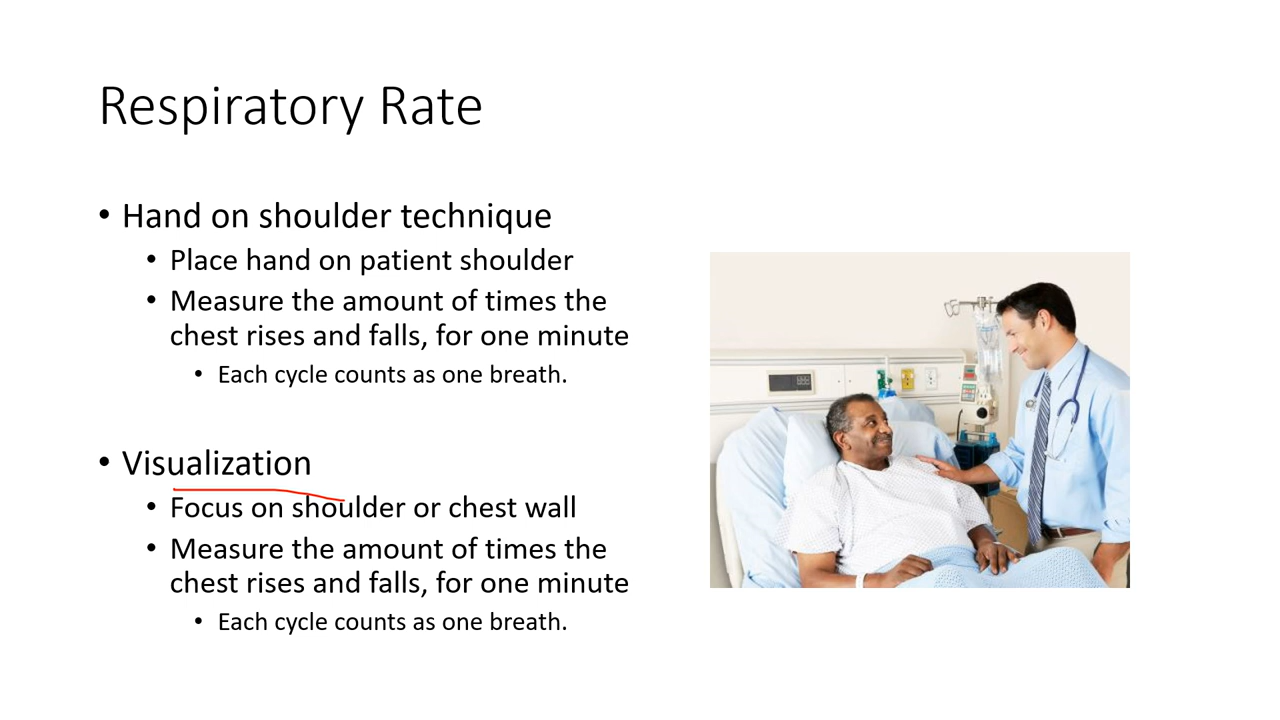 Respiratory Rate
• Hand on shoulder technique
• Place hand on patient shoulder
• Measure the amount of times the
chest rises and falls, for one minute
• Each cycle counts as one breath.
• Visualization
• Focus on shoulder or chest wall
• Measure the amount of times the
chest rises and falls, for one minute
• Each cycle counts as one breath.